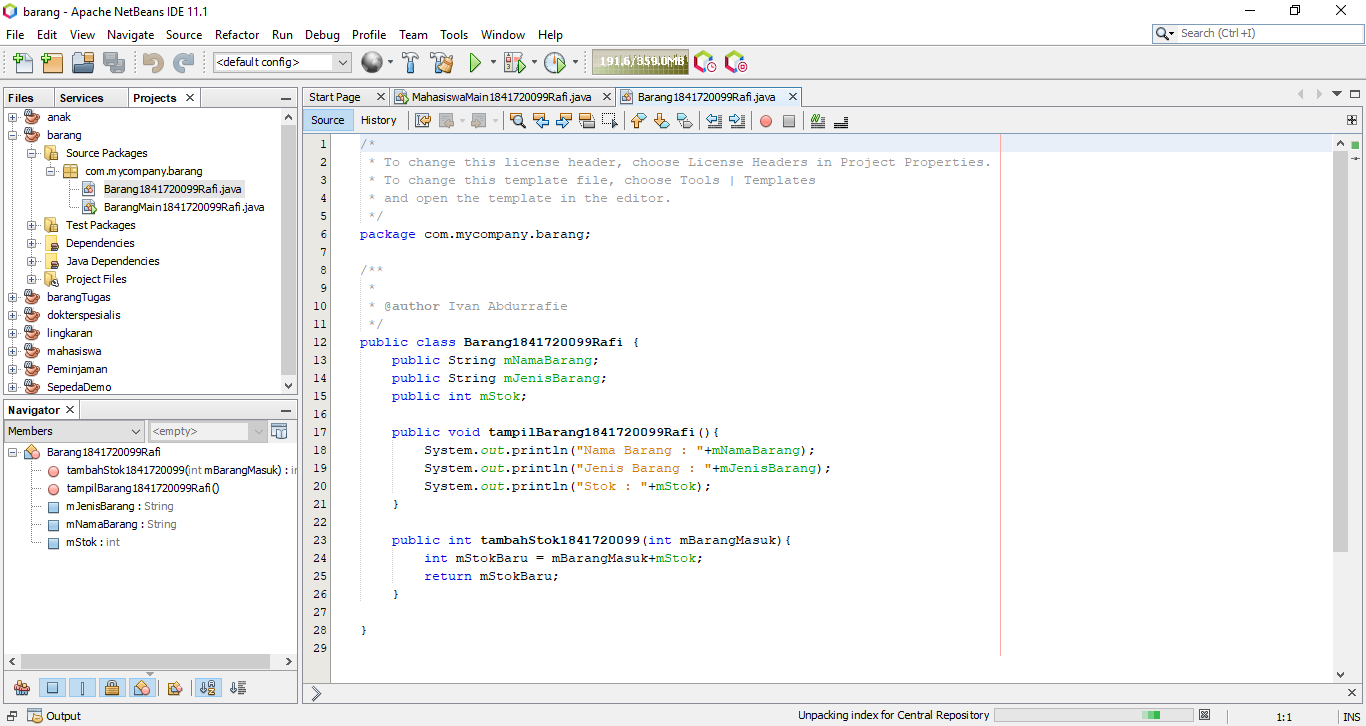 barang - Apache NetBeans IDE 11.1
File Edit View Navigate Source Refactor Run Debug Profile Team Tools Window Help
Search (Ctrl+I)
<default config>
191.6/359.0MB
Files Services Projects
anak
barang
Source Packages
com.mycompany.barang
Barang1841720099Rafi.java
BarangMain1841720099Rafi.java
Test Packages
Dependencies
Java Dependencies
Project Files
barangTugas
dokterspesialis
lingkaran
mahasiswa
Peminjaman
SepedaDemo
Navigator
Members
<empty>
Barang1841720099Rafi
tambahStok1841720099(int mBarangMasuk) : in
tampilBarang1841720099Rafi()
mJenisBarang : String
mNamaBarang : String
mStok : int
Start Page MahasiswaMain1841720099Rafi.java Barang1841720099Rafi.java
Source History
1 /*
2 * To change this license header, choose License Headers in Project Properties.
3 * To change this template file, choose Tools | Templates
4 * and open the template in the editor.
5 */
6 package com.mycompany.barang;
7
8 /**
9 *
10 * @author Ivan Abdurrafie
11 */
12 public class Barang1841720099Rafi {
13 public String mNamaBarang;
14 public String mJenisBarang;
15 public int mStok;
16
17 public void tampilBarang1841720099Rafi(){
18 System.out.println("Nama Barang : "+mNamaBarang);
19 System.out.println("Jenis Barang : "+mJenisBarang);
20 System.out.println("Stok : "+mStok);
21 }
22
23 public int tambahStok1841720099(int mBarangMasuk){
24 int mStokBaru = mBarangMasuk+mStok;
25 return mStokBaru;
26 }
27
28 }
29
Output
Unpacking index for Central Repository
1:1
INS